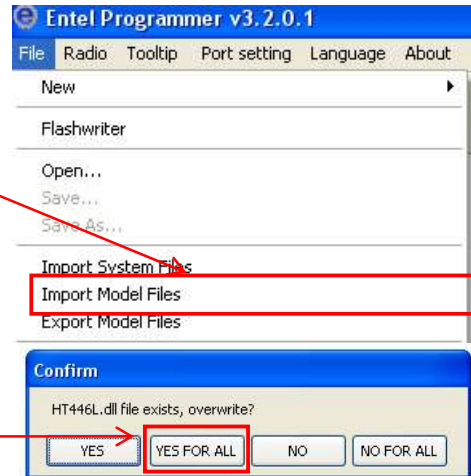 Entel Programmer v3.2.0.1
File Radio Tooltip Port setting Language About
New
Flashwriter
Open...
Save...
Save As...
Import System Files
Import Model Files
Export Model Files
Confirm
HT446L.dll file exists, overwrite?
YES YES FOR ALL NO NO FOR ALL